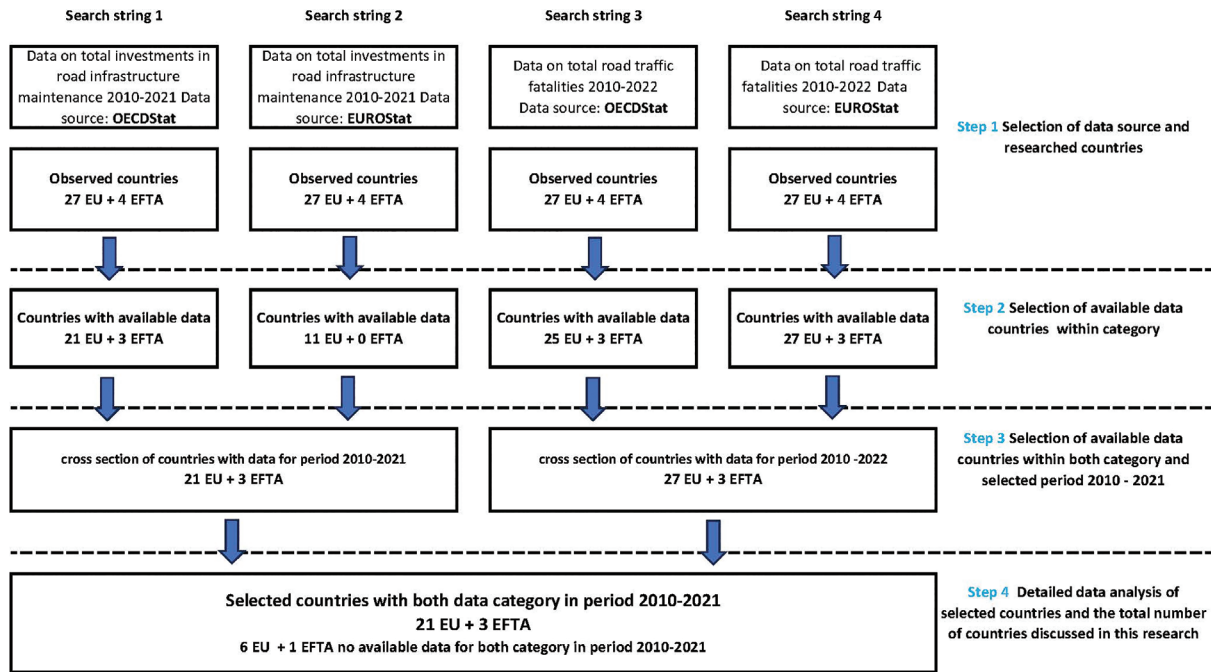 Search string 1
Search string 2
Search string 3
Search string 4
Data on total investments in
road infrastructure
maintenance 2010-2021 Data
source: OECDStat
Data on total investments in
road infrastructure
maintenance 2010-2021 Data
source: EUROStat
Data on total road traffic
fatalities 2010-2022
Data source: OECDStat
Data on total road traffic
fatalities 2010-2022 Data
source: EUROStat
Step 1 Selection of data source and
researched countries
Observed countries
27 EU + 4 EFTA
Observed countries
27 EU + 4 EFTA
Observed countries
27 EU + 4 EFTA
Observed countries
27 EU + 4 EFTA
Countries with available data
21 EU + 3 EFTA
Countries with available data
11 EU + 0 EFTA
Countries with available data
25 EU + 3 EFTA
Countries with available data
27 EU + 3 EFTA
Step 2 Selection of available data
countries within category
cross section of countries with data for period 2010-2021
21 EU + 3 EFTA
cross section of countries with data for period 2010 -2022
27 EU + 3 EFTA
Step 3 Selection of available data
countries within both category and
selected period 2010 - 2021
Selected countries with both data category in period 2010-2021
21 EU + 3 EFTA
6 EU + 1 EFTA no available data for both category in period 2010-2021
Step 4 Detailed data analysis of
selected countries and the total number
of countries discussed in this research